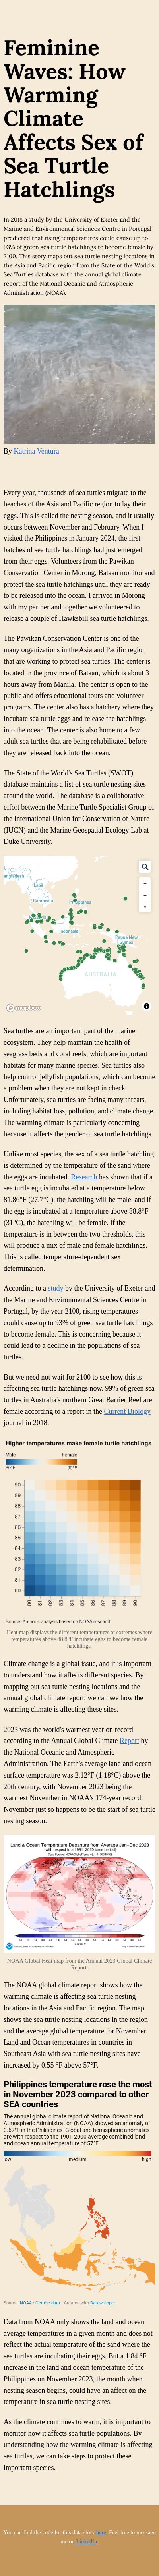 Feminine
Waves: How
Warming
Climate
Affects Sex of
Sea Turtle
Hatchlings
In 2018 a study by the University of Exeter and the
Marine and Environmental Sciences Centre in Portugal
predicted that rising temperatures could cause up to
93% of green sea turtle hatchlings to become female by
2100. This story maps out sea turtle nesting locations in
the Asia and Pacific region from the State of the World's
Sea Turtles database with the annual global climate
report of the National Oceanic and Atmospheric
Administration (NOAA).
By Katrina Ventura
Every year, thousands of sea turtles migrate to the
beaches of the Asia and Pacific region to lay their
eggs. This is called the nesting season, and it usually
occurs between November and February. When I
visited the Philippines in January 2024, the first
batches of sea turtle hatchlings had just emerged
from their eggs. Volunteers from the Pawikan
Conservation Center in Morong, Bataan monitor and
protect the sea turtle hatchlings until they are ready
to be released into the ocean. I arrived in Morong
right before sunset together we volunteered to
release a couple of Hawksbill sea turtle hatchlings.
The Pawikan Conservation Center is one of the
many organizations in the Asia and Pacific region
that are working to protect sea turtles. The center is
located in the province of Bataan, which is about 3
hours away from Manila. The center is open to the
public and offers educational tours and volunteer
programs. The center also has a hatchery where they
incubate sea turtle eggs and release the hatchlings
into the ocean. The center is also home to a few
adult sea turtles that are being rehabilitated before
they are released back into the ocean.
The State of the World's Sea Turtles (SWOT)
database maintains a list of sea turtle nesting sites
around the world. The database is a collaboration
effort between the Marine Turtle Specialist Group of
the International Union for Conservation of Nature
(IUCN) and the Marine Geospatial Ecology Lab at
Duke University.
Laos
Cambodia
Philippines
Indonesia
Papua New
Guinea
AUSTRALIA
mapbox
Sea turtles are an important part of the marine
ecosystem. They help maintain the health of
seagrass beds and coral reefs, which are important
habitats for many marine species. Sea turtles also
help control jellyfish populations, which can become
a problem when they are not kept in check.
Unfortunately, sea turtles are also facing many threats,
including habitat loss, pollution, and climate change.
The warming climate is particularly concerning
because it affects the gender of sea turtle hatchlings.
Unlike most species, the sex of a sea turtle hatchling
is determined by the temperature of the sand where
the eggs are incubated. Research has shown that if a
sea turtle egg is incubated at a temperature below
81.86°F (27.7°C), the hatchling will be male, and if
the egg is incubated at a temperature above 88.8°F
(31°C), the hatchling will be female. If the
temperature is in between the two thresholds, this
will produce a mix of male and female hatchlings.
This is called temperature-dependent sex
determination.
According to a study by the University of Exeter and
the Marine and Environmental Sciences Centre in
Portugal, by the year 2100, rising temperatures
could cause up to 93% of green sea turtle hatchlings
to become female. This is concerning because it
could lead to a decline in the populations of sea
turtles.
But we need not wait for 2100 to see how this is
affecting sea turtle hatchlings now. 99% of green sea
turtles in Australia's northern Great Barrier Reef are
female according to a report in the Current Biology
journal in 2018.
Higher temperatures make female turtle hatchlings
Male Female
80°F 90°F
90
89
88
87
86
85
84
83
82
81
80
80 81 82 83 84 85 86 87 88 89 90
Source: Author's analysis based on NOAA research
Heat map displays the different temperatures at extremes where
temperatures above 88.8°F incubate eggs to become female
hatchlings.
Climate change is a global issue, and it is important
to understand how it affects different species. By
mapping out sea turtle nesting locations and the
annual global climate report, we can see how the
warming climate is affecting these species.
2023 was the world's warmest year on record
according to the Annual Global Climate Report by
the National Oceanic and Atmospheric
Administration. The Earth's average land and ocean
surface temperature was 2.12°F (1.18°C) above the
20th century, with November 2023 being the
warmest November in NOAA's 174-year record.
November just so happens to be the start of sea turtle
nesting season.
Land & Ocean Temperature Departure from Average Jan–Dec 2023
(with respect to a 1991–2020 base period)
NOAA Global Heat map from the Annual 2023 Global Climate
Report.
The NOAA global climate report shows how the
warming climate is affecting sea turtle nesting
locations in the Asia and Pacific region. The map
shows the sea turtle nesting locations in the region
and the average global temperature for November.
Land and Ocean temperatures in countries in
Southeast Asia with sea turtle nesting sites have
increased by 0.55 °F above 57°F.
Philippines temperature rose the most
in November 2023 compared to other
SEA countries
The annual global climate report of National Oceanic and
Atmospheric Administration (NOAA) showed an anomaly of
0.67°F in the Philippines. Global and hemispheric anomalies
are with respect to the 1901-2000 average combined land
and ocean annual temperature of 57°F.
low medium high
Source: NOAA • Get the data • Created with Datawrapper
Data from NOAA only shows the land and ocean
average temperatures in a given month and does not
reflect the actual temperature of the sand where the
sea turtles are incubating their eggs. But a 1.84 °F
increase in the land and ocean temperature of the
Philippines on November 2023, the month when
nesting season begins, could have an affect on the
temperature in sea turtle nesting sites.
As the climate continues to warm, it is important to
monitor how it affects sea turtle populations. By
understanding how the warming climate is affecting
sea turtles, we can take steps to protect these
important species.
You can find the code for this data story here. Feel free to message
me on LinkedIn.